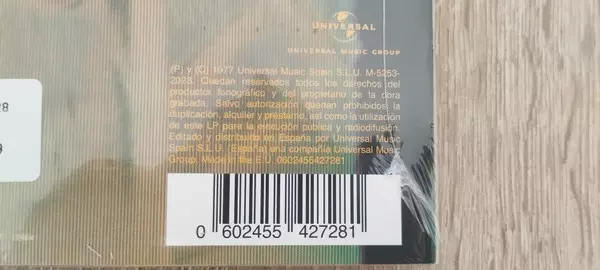 UNIVERSAL
UNIVERSAL MUSIC GROUP
(P) y (C) 1977 Universal Music Spain S.L.U. M-5253-
2028. Quedan reservados todos los derechos del
productor fonográfico y del propietario de la obra
grabada. Salvo autorización quedan prohibidos la
duplicación, alquiler y préstamo, así como la utilización
de este LP para la ejecución pública y radiodifusión.
Editado y distribuido en España por Universal Music
Spain S.L.U. (España) una compañía Universal Music
Group. Made in the E.U. 0602455427281
0 602455 427281